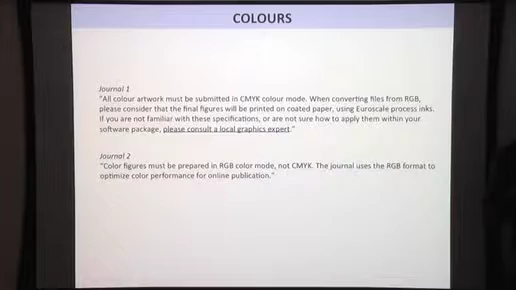 COLOURS
Journal 1
"All colour artwork must be submitted in CMYK colour mode. When converting files from RGB,
please consider that the final figures will be printed on coated paper, using Euroscale process inks.
If you are not familiar with these specifications, or are not sure how to apply them within your
software package, please consult a local graphics expert."
Journal 2
"Color figures must be prepared in RGB color mode, not CMYK. The journal uses the RGB format to
optimize color performance for online publication."